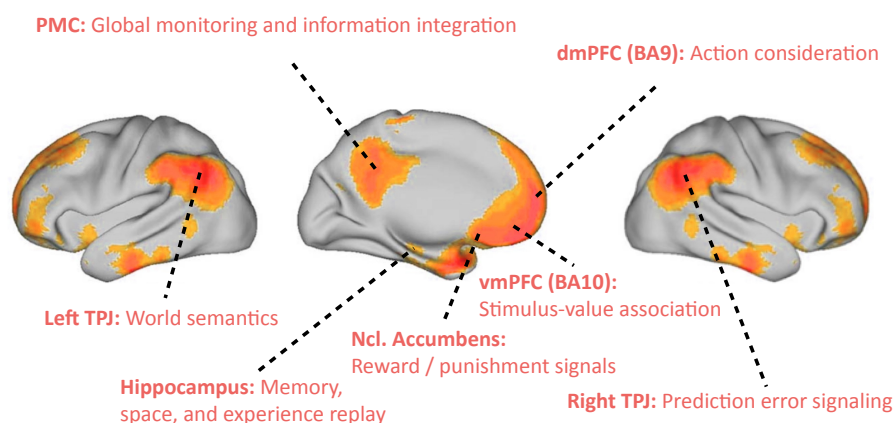 PMC: Global monitoring and information integration
dmPFC (BA9): Action consideration
vmPFC (BA10):
Stimulus-value association
Left TPJ: World semantics
Ncl. Accumbens:
Reward / punishment signals
Hippocampus: Memory,
space, and experience replay
Right TPJ: Prediction error signaling